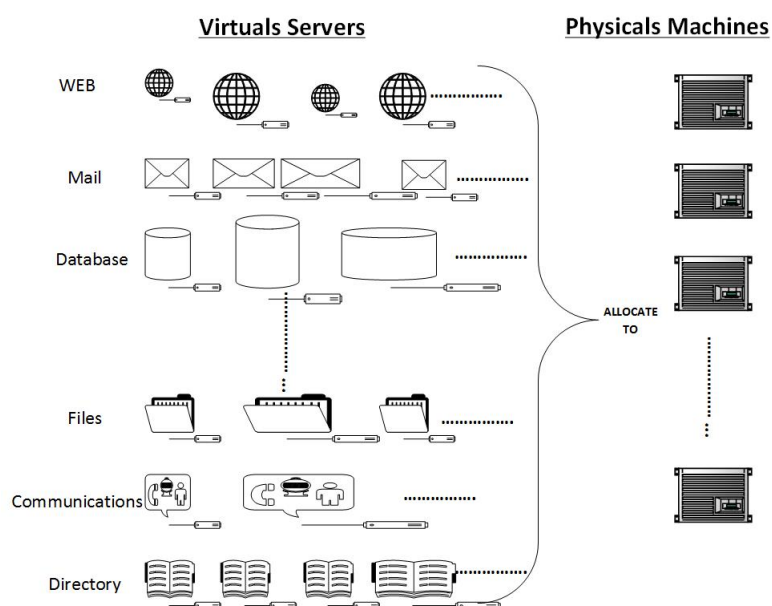 Virtuals Servers
Physicals Machines
WEB
Mail
Database
ALLOCATE
TO
Files
Communications
Directory